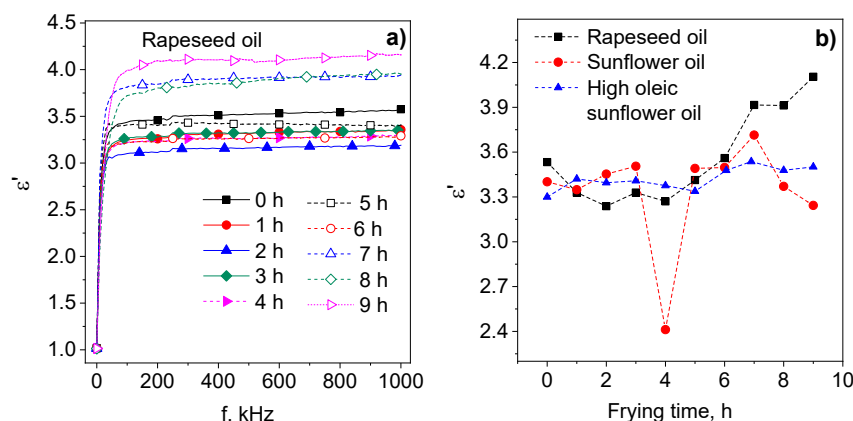 Rapeseed oil
a)
4.5
4.0
3.5
3.0
2.5
2.0
1.5
1.0
ε'
0 h
1 h
2 h
3 h
4 h
5 h
6 h
7 h
8 h
9 h
0 200 400 600 800 1000
f, kHz
b)
Rapeseed oil
Sunflower oil
High oleic
sunflower oil
4.2
3.9
3.6
3.3
3.0
2.7
2.4
ε'
0 2 4 6 8 10
Frying time, h